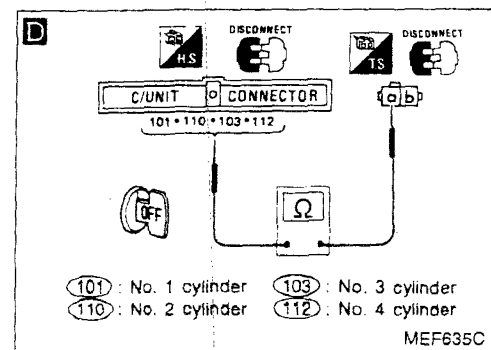 D
DISCONNECT
H.S
DISCONNECT
T.S
C/UNIT CONNECTOR
a b
101 • 110 • 103 • 112
OFF
Ω
101 : No. 1 cylinder 103 : No. 3 cylinder
110 : No. 2 cylinder 112 : No. 4 cylinder
MEF635C